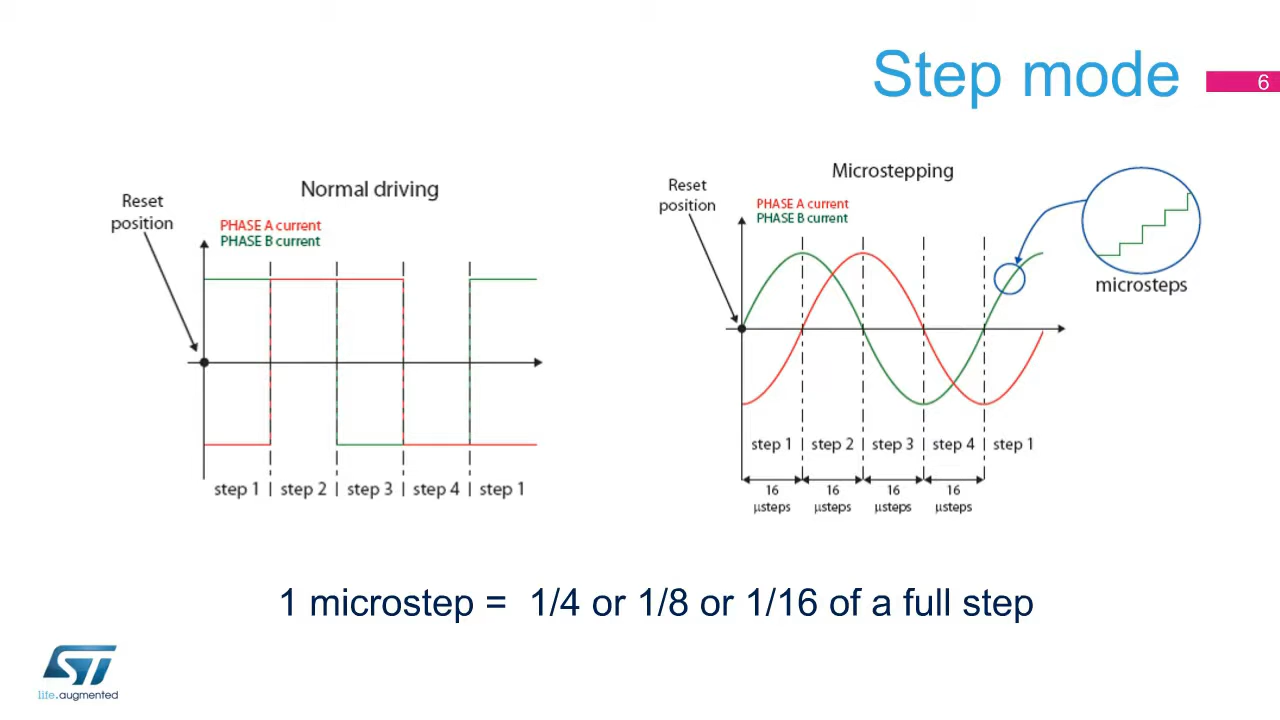 Step mode
6
Normal driving
Reset
position
PHASE A current
PHASE B current
step 1 | step 2 | step 3 | step 4 | step 1
Microstepping
Reset
position
PHASE A current
PHASE B current
microsteps
step 1 | step 2 | step 3 | step 4 | step 1
16
µsteps
16
µsteps
16
µsteps
16
µsteps
1 microstep = 1/4 or 1/8 or 1/16 of a full step
ST
life.augmented